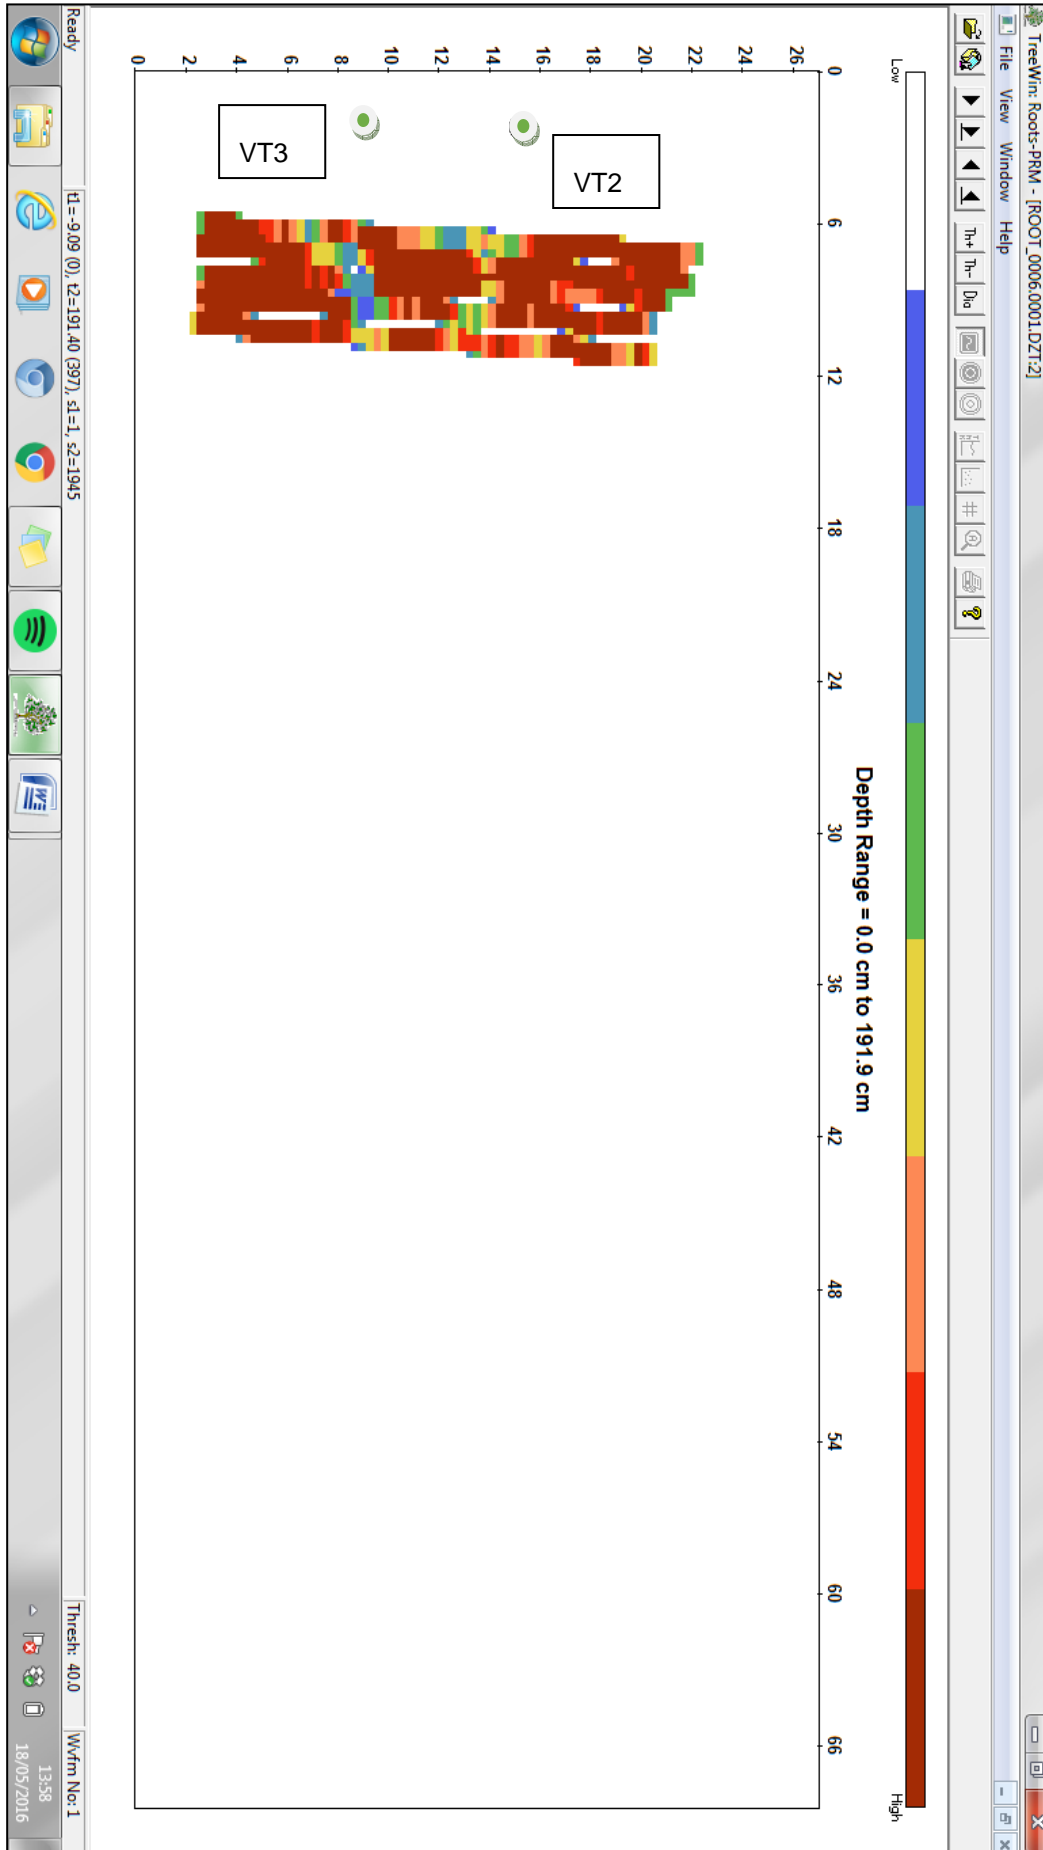 TreeWin: Roots-PRM - [ROOT_0006.0001.DZT:2]
File View Window Help
Th+ Th- Dia
Low
High
Depth Range = 0.0 cm to 191.9 cm
0 6 12 18 24 30 36 42 48 54 60 66
26
24
22
20
18
16
14
12
10
8
6
4
2
0
VT2
VT3
Ready
t1=-9.09 (0), t2=191.40 (397), s1=1, s2=1945
Thresh: 40.0
Wvfm No: 1
13:58
18/05/2016